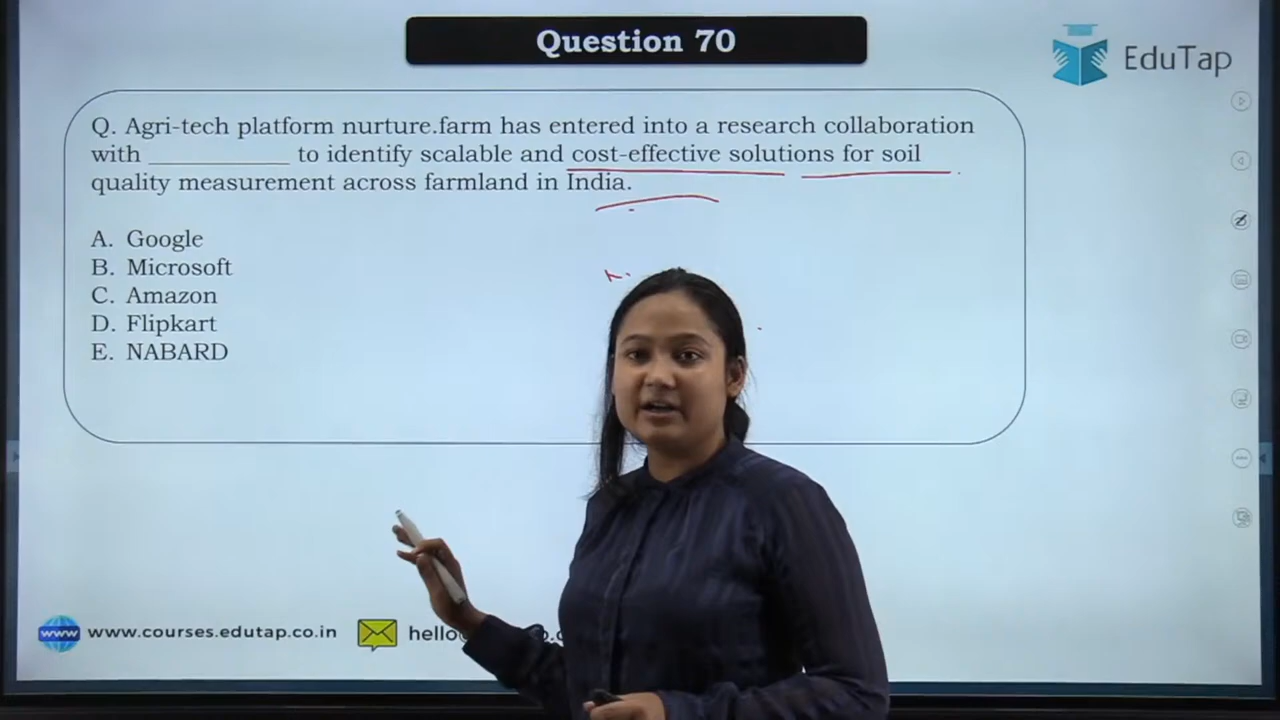 Question 70
EduTap
Q. Agri-tech platform nurture.farm has entered into a research collaboration
with ____________ to identify scalable and cost-effective solutions for soil
quality measurement across farmland in India.
A. Google
B. Microsoft
C. Amazon
D. Flipkart
E. NABARD
www www.courses.edutap.co.in